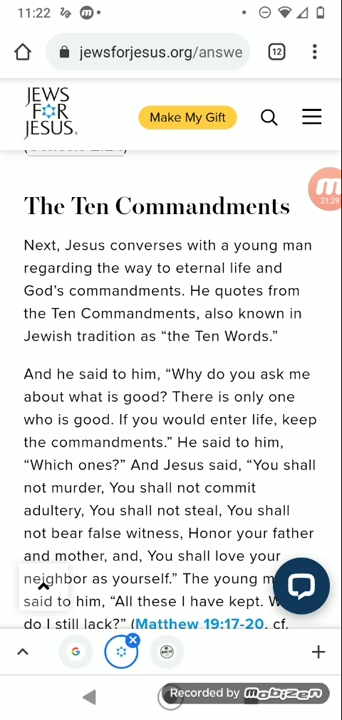 11:22
jewsforjesus.org/answe
12
JEWS
FOR
JESUS
Make My Gift
21:29
The Ten Commandments
Next, Jesus converses with a young man
regarding the way to eternal life and
God’s commandments. He quotes from
the Ten Commandments, also known in
Jewish tradition as “the Ten Words.”
And he said to him, “Why do you ask me
about what is good? There is only one
who is good. If you would enter life, keep
the commandments.” He said to him,
“Which ones?” And Jesus said, “You shall
not murder, You shall not commit
adultery, You shall not steal, You shall
not bear false witness, Honor your father
and mother, and, You shall love your
neighbor as yourself.” The young m
said to him, “All these I have kept. W
do I still lack?” (Matthew 19:17-20, cf.
Recorded by mobizen